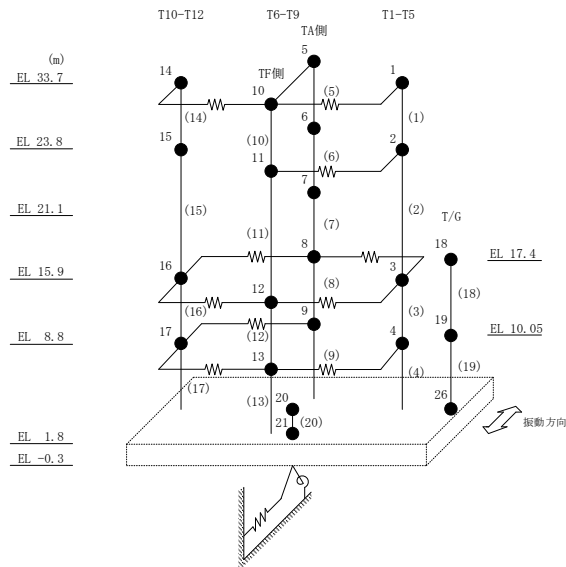 T10-T12 T6-T9 T1-T5
TA側
(m) 5
14 TF側 1
EL 33.7
10 (5)
(14) (1)
6
15 (10) 2
EL 23.8
11 (6)
7
(15) (2) T/G
EL 21.1
(7)
(11) 8 18 EL 17.4
16 3
EL 15.9
12 (8) (18)
(16) 9 (3)
17 (12) 4 19 EL 10.05
EL 8.8
13 (9)
(17) (4) (19)
(13) 20 26
21 (20) 振動方向
EL 1.8
EL -0.3